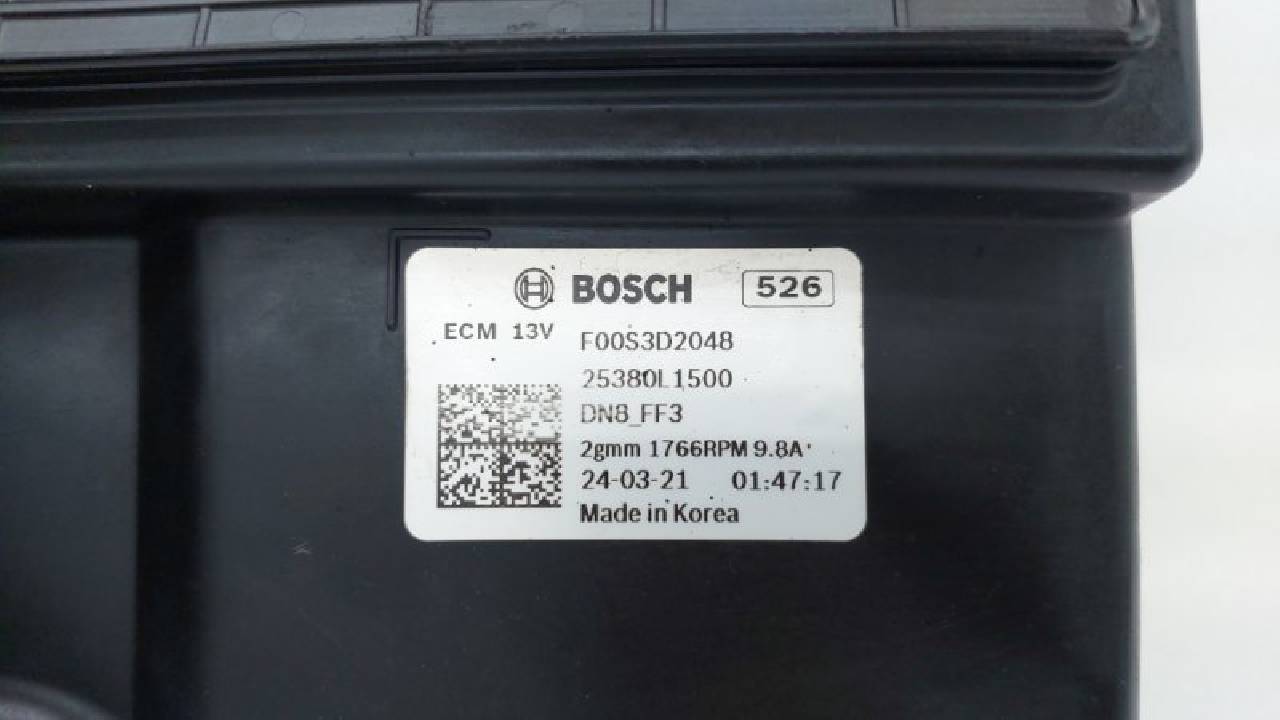 BOSCH 526
ECM 13V F00S3D2048
25380L1500
DN8_FF3
2gmm 1766RPM 9.8A
24-03-21 01:47:17
Made in Korea